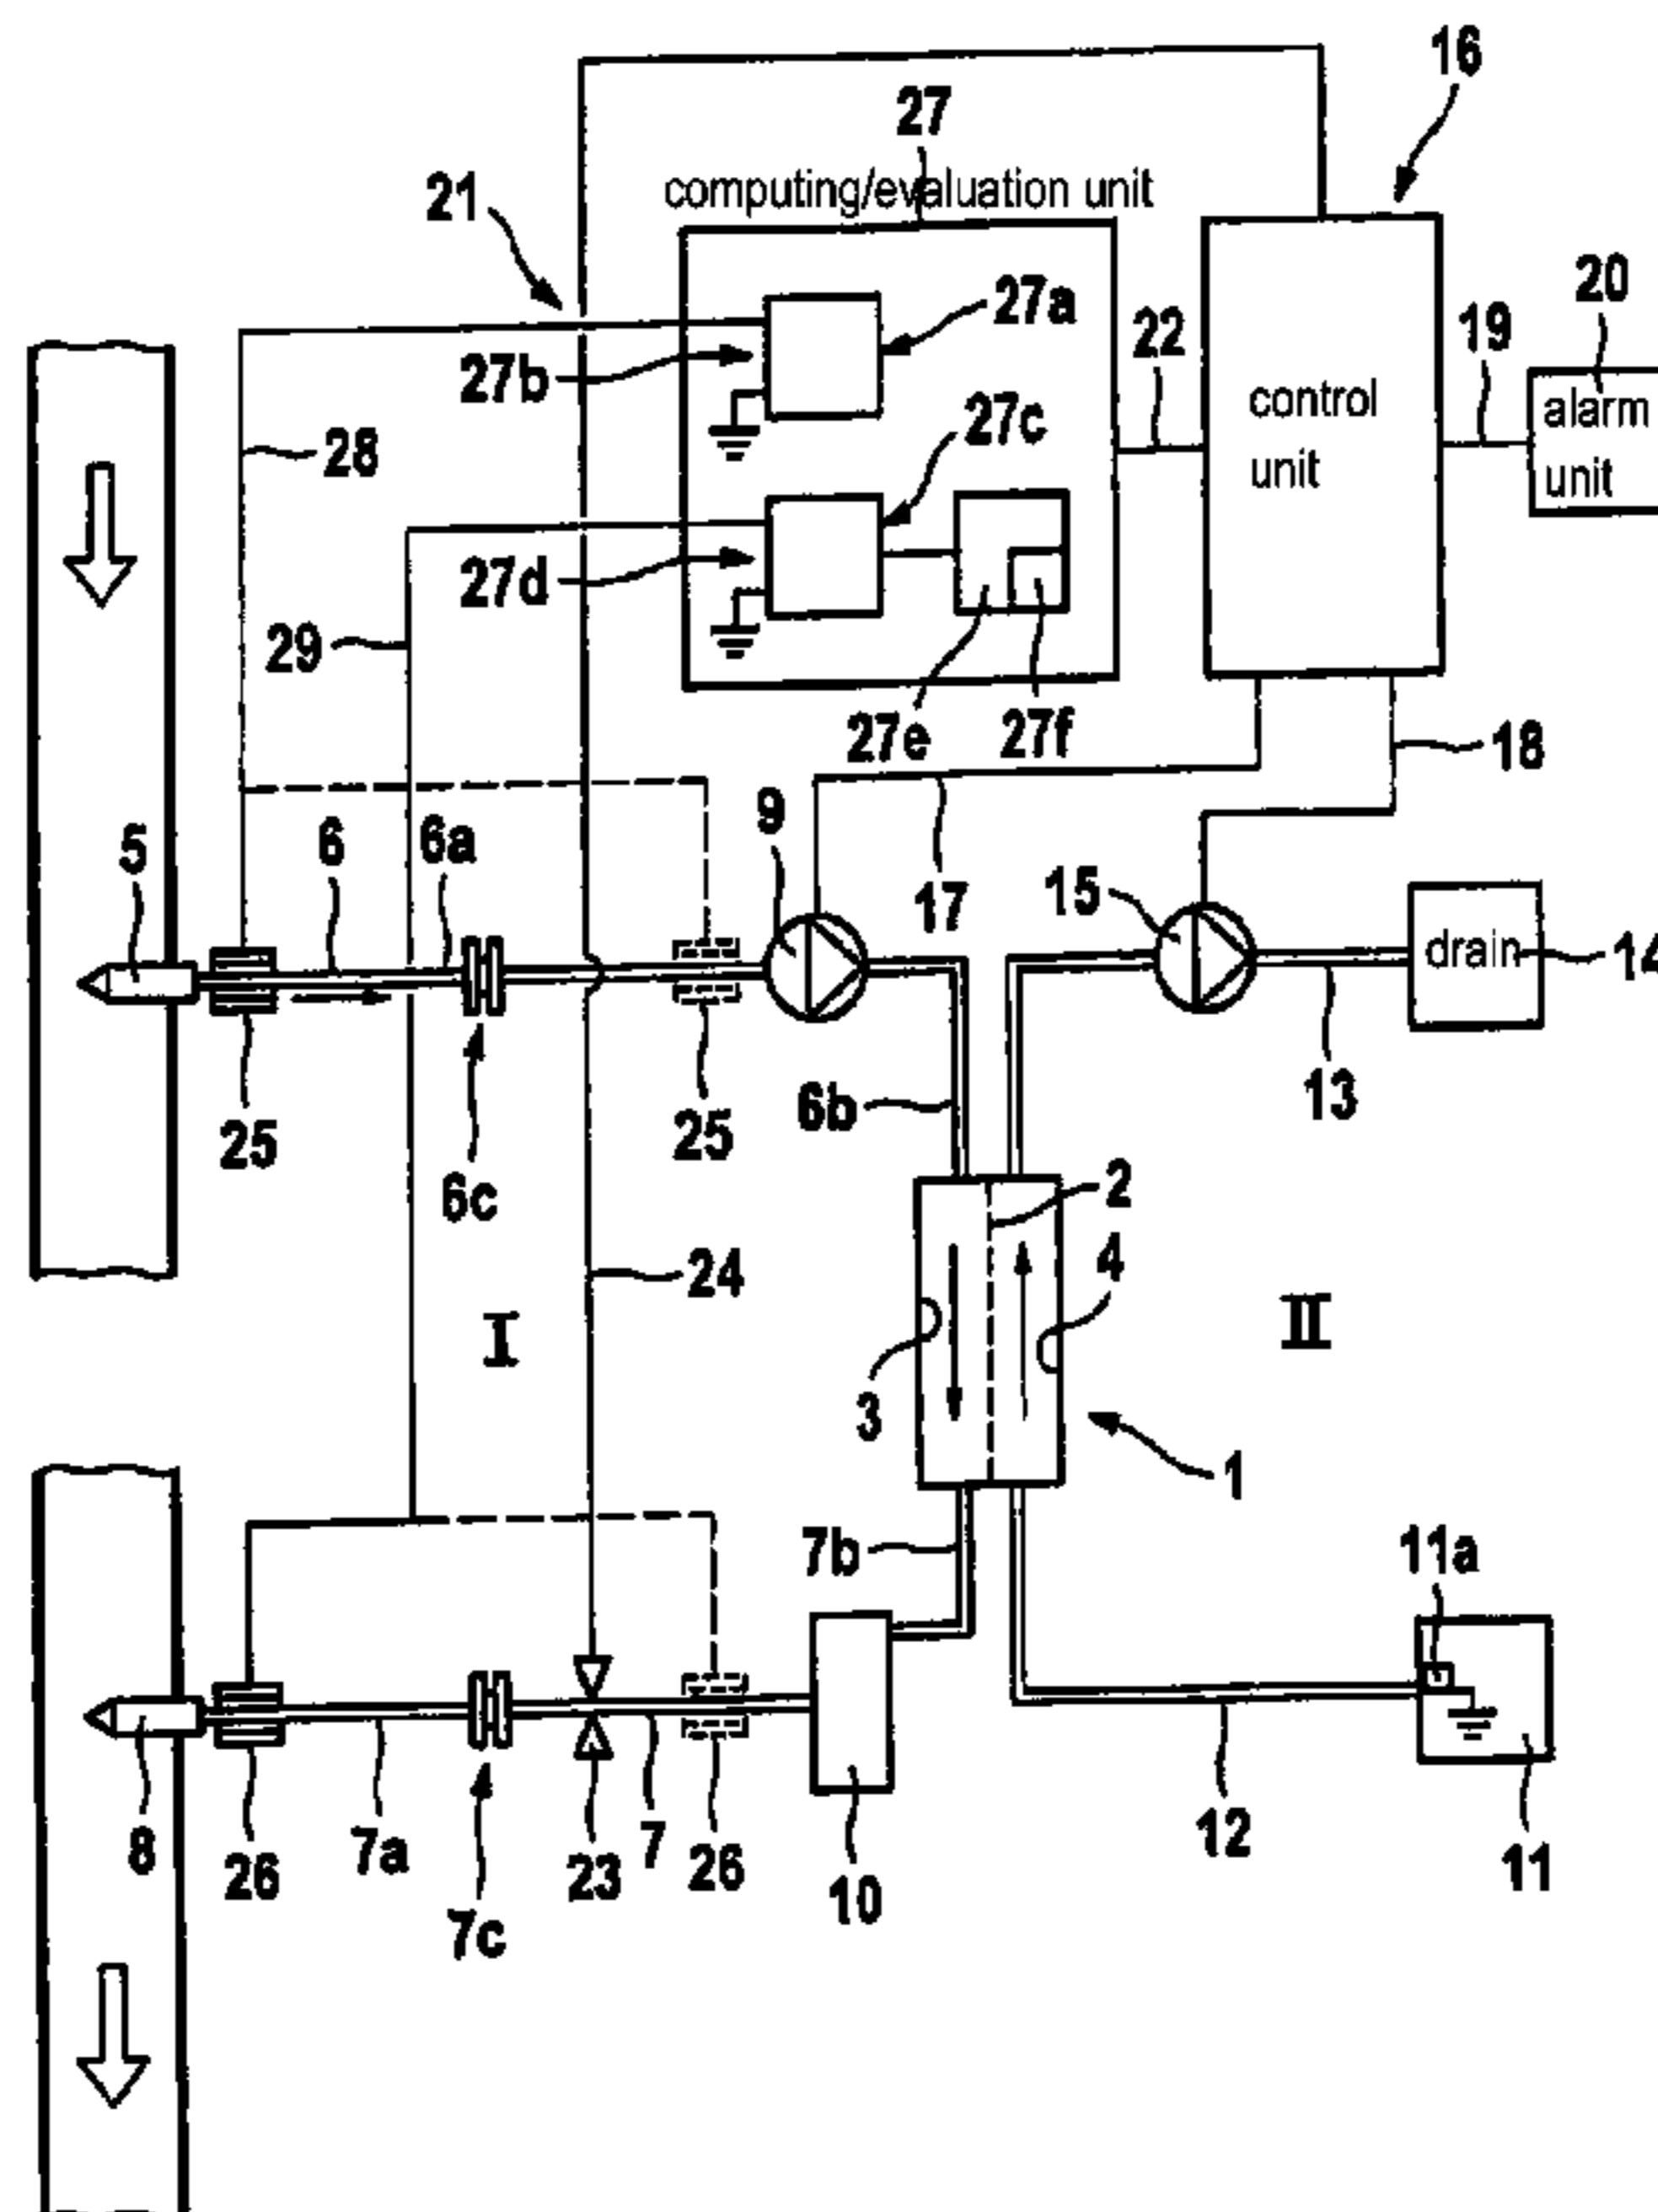 16
27
computing/evaluation unit
21
27a
20
22
19
27b
control
unit
alarm
unit
27c
28
27d
29
27e
27f
18
9
5
6
6a
17
15
drain
14
13
25
25
6b
6c
2
4
24
I
II
3
1
7b
11a
8
26
7a
7c
23
7
26
10
12
11